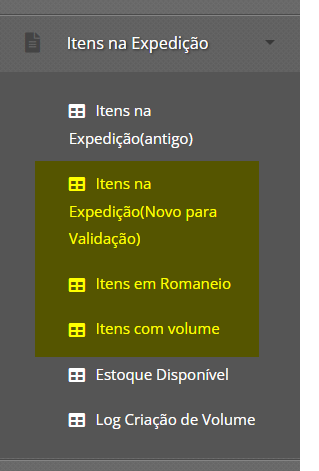 Itens na Expedição
Itens na
Expedição(antigo)
Itens na
Expedição(Novo para
Validação)
Itens em Romaneio
Itens com volume
Estoque Disponível
Log Criação de Volume